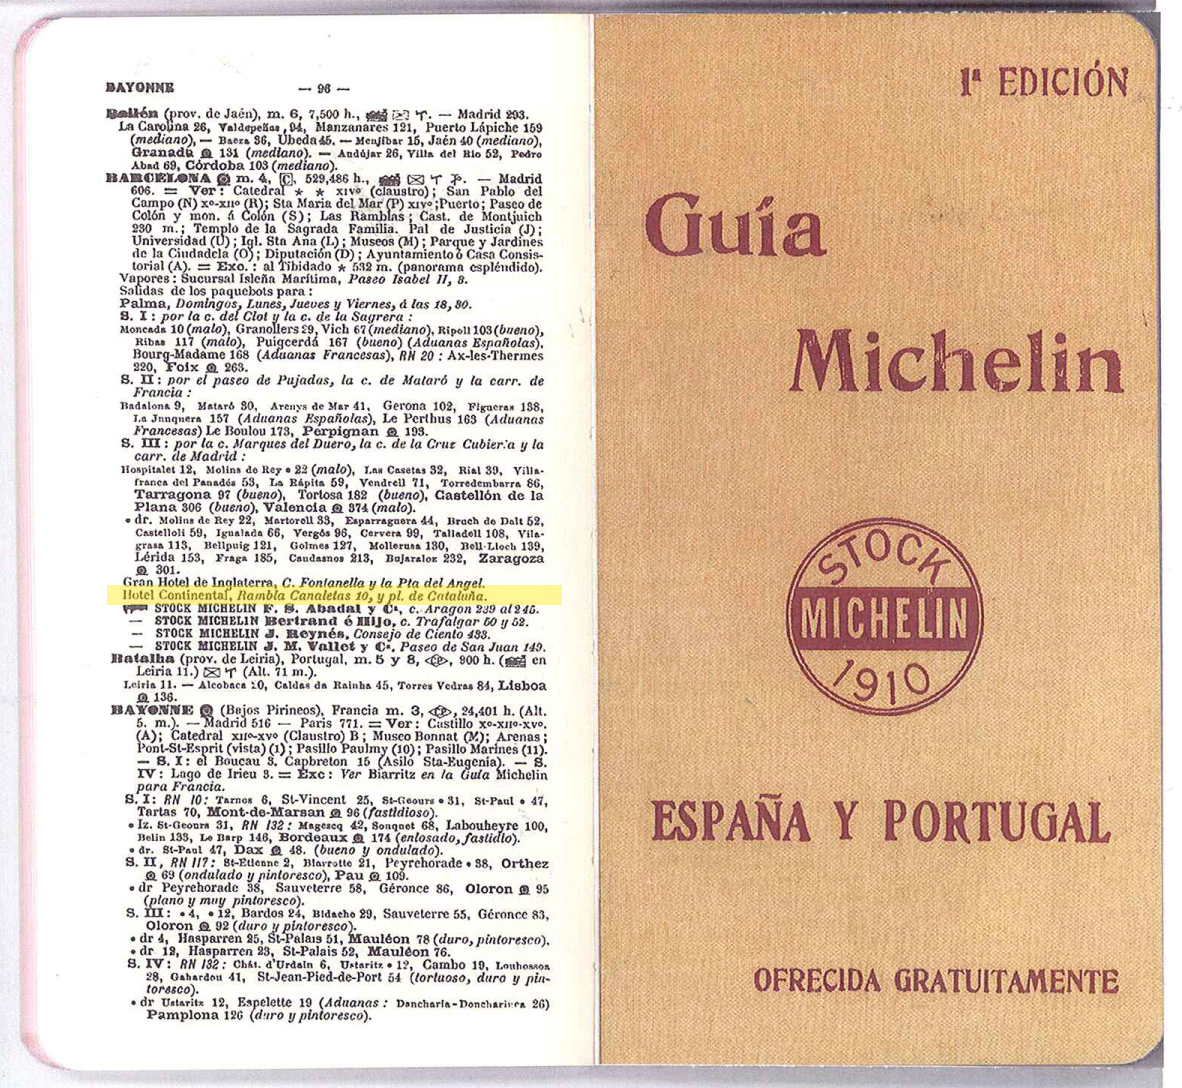 BAYONNE — 96 —
Bailén (prov. de Jaén), m. 6, 7,500 h., — Madrid 293.
La Carolina 26, Valdepeñas, 94, Manzanares 121, Puerto Lápiche 159
(mediano), — Baeza 36, Ubeda 45. — Menjíbar 15, Jaén 40 (mediano),
Granada 131 (mediano). — Andújar 26, Villa del Rio 52, Pedro
Abad 69, Córdoba 103 (mediano).
BARCELONA m. 4, [C], 529,486 h., — Madrid
606. = Ver: Catedral * * XIVº (claustro); San Pablo del
Campo (N) Xº-XIIº (R); Sta Maria del Mar (P) XIVº; Puerto; Paseo de
Colón y mon. á Colón (S); Las Ramblas; Cast. de Montjuich
230 m.; Templo de la Sagrada Familia. Pal de Justicia (J);
Universidad (U); Igl. Sta Ana (L); Museos (M); Parque y Jardines
de la Ciudadela (O); Diputación (D); Ayuntamiento ó Casa Consis-
torial (A). = Exc.: al Tibidado * 532 m. (panorama espléndido).
Vapores: Sucursal Isleña Marítima, Paseo Isabel II, 3.
Salidas de los paquebots para:
Palma, Domingos, Lunes, Jueves y Viernes, á las 18,30.
S. I: por la c. del Clot y la c. de la Sagrera:
Moncada 10 (malo), Granollers 29, Vich 67 (mediano), Ripoll 103 (bueno),
Ribas 117 (malo), Puigcerdá 167 (bueno) (Aduanas Españolas),
Bourg-Madame 168 (Aduanas Francesas), RN 20: Ax-les-Thermes
220, Foix 263.
S. II: por el paseo de Pujadas, la c. de Mataró y la carr. de
Francia:
Badalona 9, Mataró 30, Arenys de Mar 41, Gerona 102, Figueras 138,
La Junquera 157 (Aduanas Españolas), Le Perthus 163 (Aduanas
Francesas) Le Boulou 173, Perpignan 193.
S. III: por la c. Marques del Duero, la c. de la Cruz Cubierta y la
carr. de Madrid:
Hospitalet 12, Molins de Rey • 22 (malo), Las Casetas 32, Rial 39, Villa-
franca del Panadés 53, La Rápita 59, Vendrell 71, Torredembarra 86,
Tarragona 97 (bueno), Tortosa 182 (bueno), Castellón de la
Plana 306 (bueno), Valencia 374 (malo).
• dr. Molins de Rey 22, Martorell 33, Esparraguera 44, Bruch de Dalt 52,
Castelloli 59, Igualada 66, Vergós 96, Cervera 99, Talladell 108, Vila-
grasa 113, Bellpuig 121, Golmes 127, Mollerusa 130, Bell-Lloch 139,
Lérida 153, Fraga 185, Candasnos 213, Bujaraloz 232, Zaragoza
301.
Gran Hotel de Inglaterra, C. Fontanella y la Pta del Angel.
Hotel Continental, Rambla Canaletas 10, y pl. de Cataluña.
STOCK MICHELIN F. S. Abadal y Cª, c. Aragon 239 al 245.
— STOCK MICHELIN Bertrand é Hijo, c. Trafalgar 50 y 52.
— STOCK MICHELIN J. Reynés, Consejo de Ciento 433.
— STOCK MICHELIN J. M. Vallet y Cª, Paseo de San Juan 149.
Batalha (prov. de Leiria), Portugal, m. 5 y 8, 900 h. ( en
Leiria 11.) (Alt. 71 m.).
Leiria 11. — Alcobaca 20, Caldas da Rainha 45, Torres Vedras 84, Lisboa
136.
BAYONNE (Bajos Pirineos), Francia m. 3, 24,401 h. (Alt.
5. m.). — Madrid 516 — Paris 771. = Ver: Castillo Xº-XIIº-XVº.
(A); Catedral XIIº-XVº (Claustro) B; Museo Bonnat (M); Arenas;
Pont-St-Esprit (vista) (1); Pasillo Paulmy (10); Pasillo Marines (11).
— S. I: el Boucau 3. Capbreton 15 (Asilo Sta-Eugenia). — S.
IV: Lago de Irieu 3. = Exc: Ver Biarritz en la Guia Michelin
para Francia.
S. I: RN 10: Tarnos 6, St-Vincent 25, St-Geours • 31, St-Paul • 47,
Tartas 70, Mont-de-Marsan 96 (fastidioso).
• Iz. St-Geours 31, RN 132: Magescq 42, Souquet 68, Labouheyre 100,
Belin 133, Le Barp 146, Bordeaux 174 (enlosado, fastidio).
• dr. St-Paul 47, Dax 48. (bueno y ondulado).
S. II, RN 117: St-Étienne 2, Biarrotte 21, Peyrehorade • 38, Orthez
69 (ondulado y pintoresco), Pau 109.
• dr Peyrehorade 38, Sauveterre 58, Géronce 86, Oloron 95
(plano y muy pintoresco).
S. III: • 4, • 12, Bardos 24, Bidache 29, Sauveterre 55, Géronce 83,
Oloron 92 (duro y pintoresco).
• dr 4, Hasparren 25, St-Palais 51, Mauléon 78 (duro, pintoresco).
• dr 12, Hasparren 23, St-Palais 52, Mauléon 76.
S. IV: RN 132: Chât. d'Urdain 6, Ustaritz • 12, Cambo 19, Louhossoa
28, Gahardou 41, St-Jean-Pied-de-Port 54 (tortuoso, duro y pin-
toresco).
• dr Ustaritz 12, Espelette 19 (Aduanas: Dancharia-Doncharinea 26)
Pamplona 126 (duro y pintoresco).
1ª EDICIÓN
Guía
Michelin
STOCK
MICHELIN
1910
ESPAÑA Y PORTUGAL
OFRECIDA GRATUITAMENTE